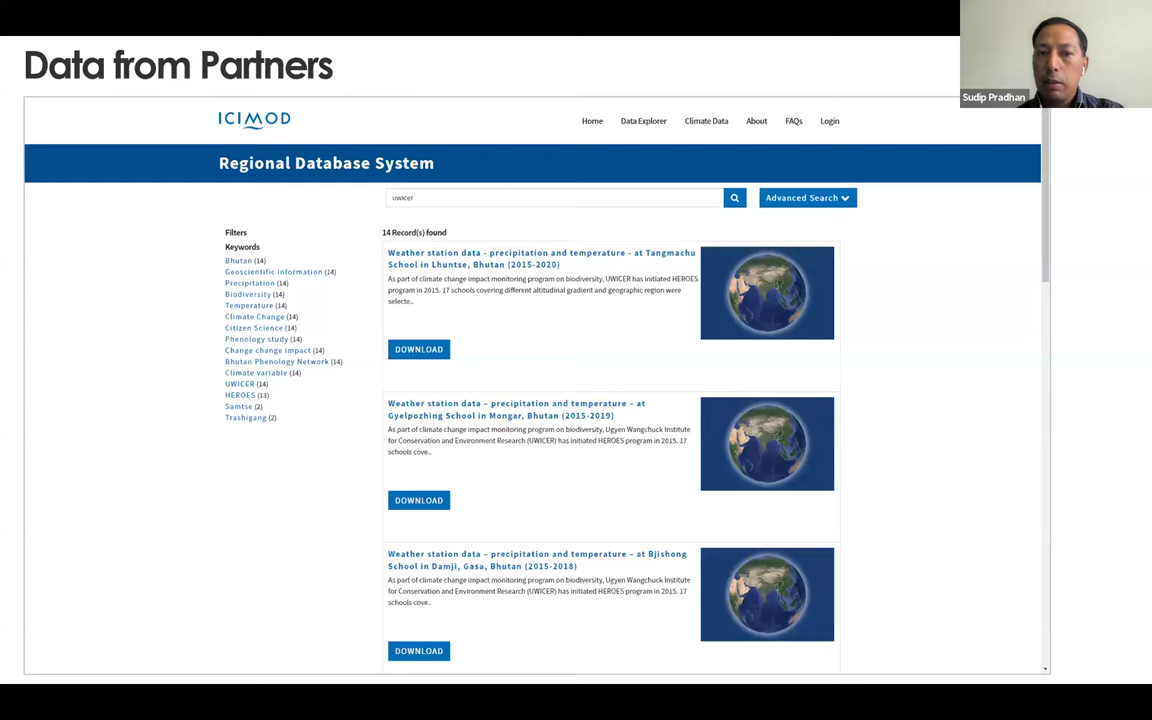 Data from Partners
Sudip Pradhan
ICIMOD
Home Data Explorer Climate Data About FAQs Login
Regional Database System
uwicer
Advanced Search
Filters
Keywords
Bhutan (14)
Geoscientific information (14)
Precipitation (14)
Biodiversity (14)
Temperature (14)
Climate Change (14)
Citizen Science (14)
Phenology study (14)
Change change impact (14)
Bhutan Phenology Network (14)
Climate variable (14)
UWICER (14)
HEROES (13)
Samtse (2)
Trashigang (2)
14 Record(s) found
Weather station data - precipitation and temperature - at Tangmachu
School in Lhuntse, Bhutan (2015-2020)
As part of climate change impact monitoring program on biodiversity, UWICER has initiated HEROES
program in 2015. 17 schools covering different altitudinal gradient and geographic region were
selecte..
DOWNLOAD
Weather station data – precipitation and temperature – at
Gyelpozhing School in Mongar, Bhutan (2015-2019)
As part of climate change impact monitoring program on biodiversity, Ugyen Wangchuck Institute
for Conservation and Environment Research (UWICER) has initiated HEROES program in 2015. 17
schools cove..
DOWNLOAD
Weather station data – precipitation and temperature – at Bjishong
School in Damji, Gasa, Bhutan (2015-2018)
As part of climate change impact monitoring program on biodiversity, Ugyen Wangchuck Institute
for Conservation and Environment Research (UWICER) has initiated HEROES program in 2015. 17
schools cove..
DOWNLOAD